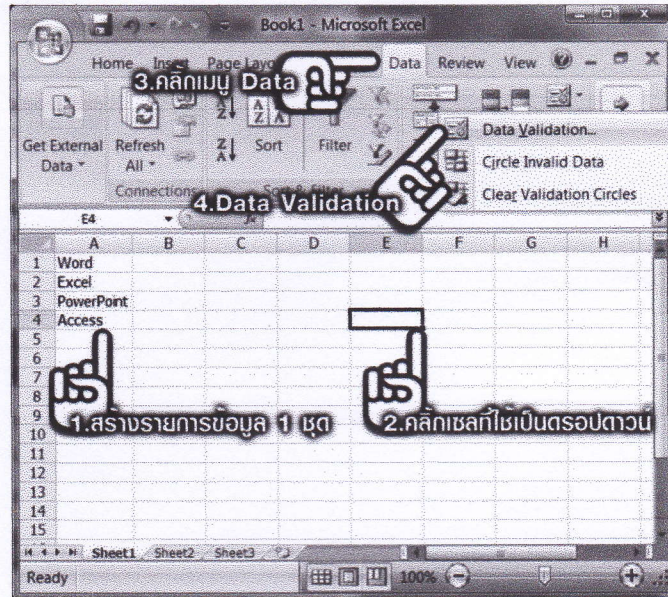 Book1 - Microsoft Excel
Home Insert Page Layo Data Review View
3.คลิกเมนู Data
Get External Data
Refresh All
Sort
Filter
Data Validation...
Circle Invalid Data
Clear Validation Circles
Connections Sort & Filter
4.Data Validation
E4 fx
A B C D E F G H
1 Word
2 Excel
3 PowerPoint
4 Access
5
6
7
8
9
1.สร้างรายการข้อมูล 1 ชุด
2.คลิกเซลที่ใช้เป็นดรอปดาวน์
10
11
12
13
14
15
Sheet1 Sheet2 Sheet3
Ready 100%